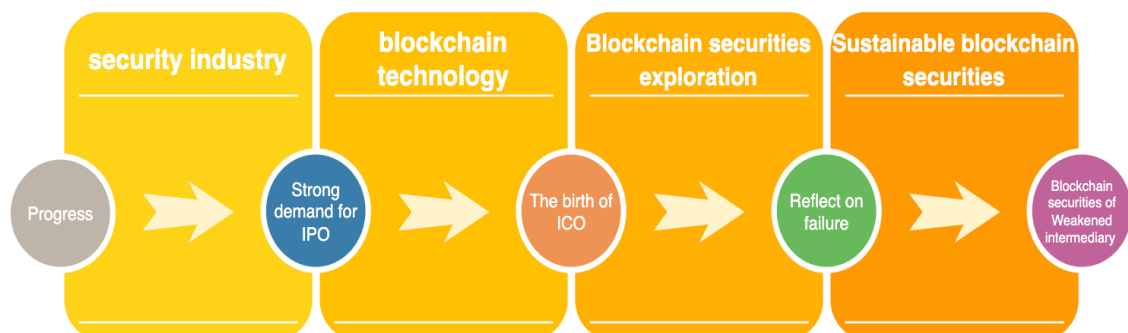 security industry
blockchain
technology
Blockchain securities
exploration
Sustainable blockchain
securities
Progress
Strong
demand for
IPO
The birth of
ICO
Reflect on
failure
Blockchain
securities of
Weakened
intermediary